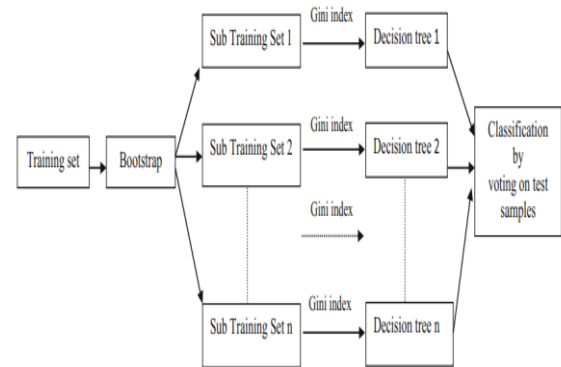 Gini index
Sub Training Set 1
Decision tree 1
Gini index
Training set
Bootstrap
Sub Training Set 2
Decision tree 2
Classification
by
voting on test
samples
Gini index
Gini index
Sub Training Set n
Decision tree n